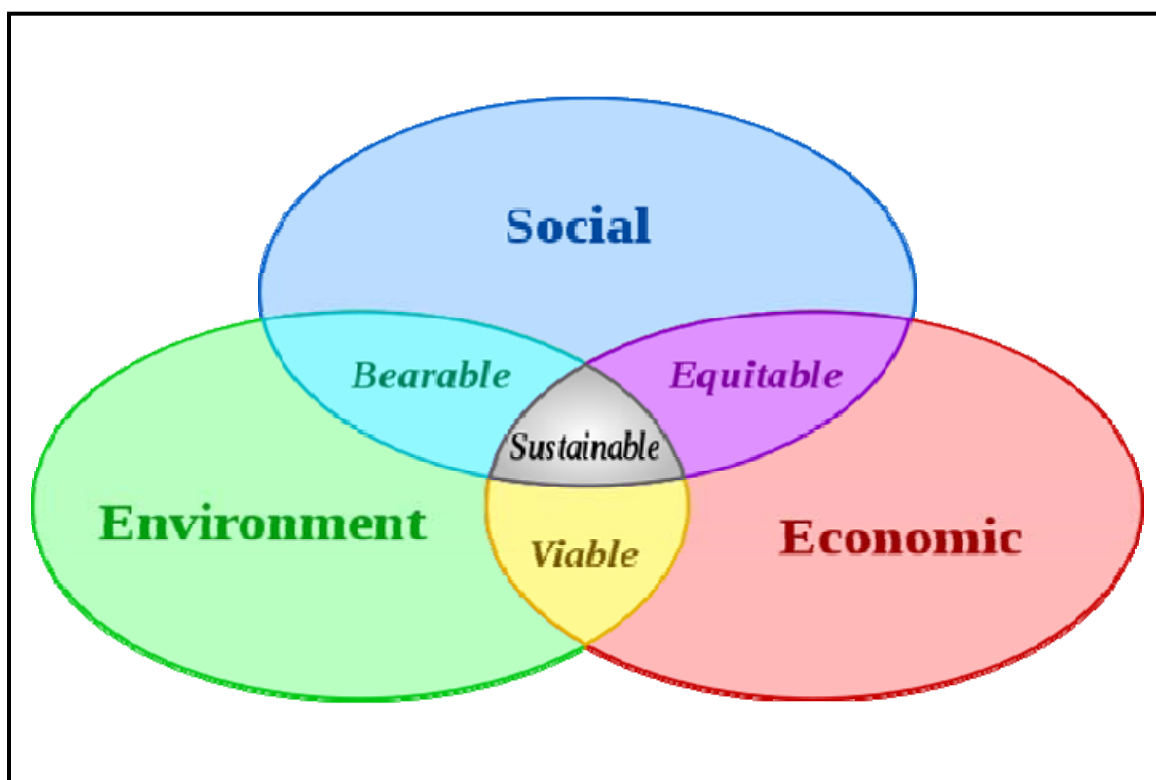 Social
Bearable
Equitable
Sustainable
Environment
Economic
Viable